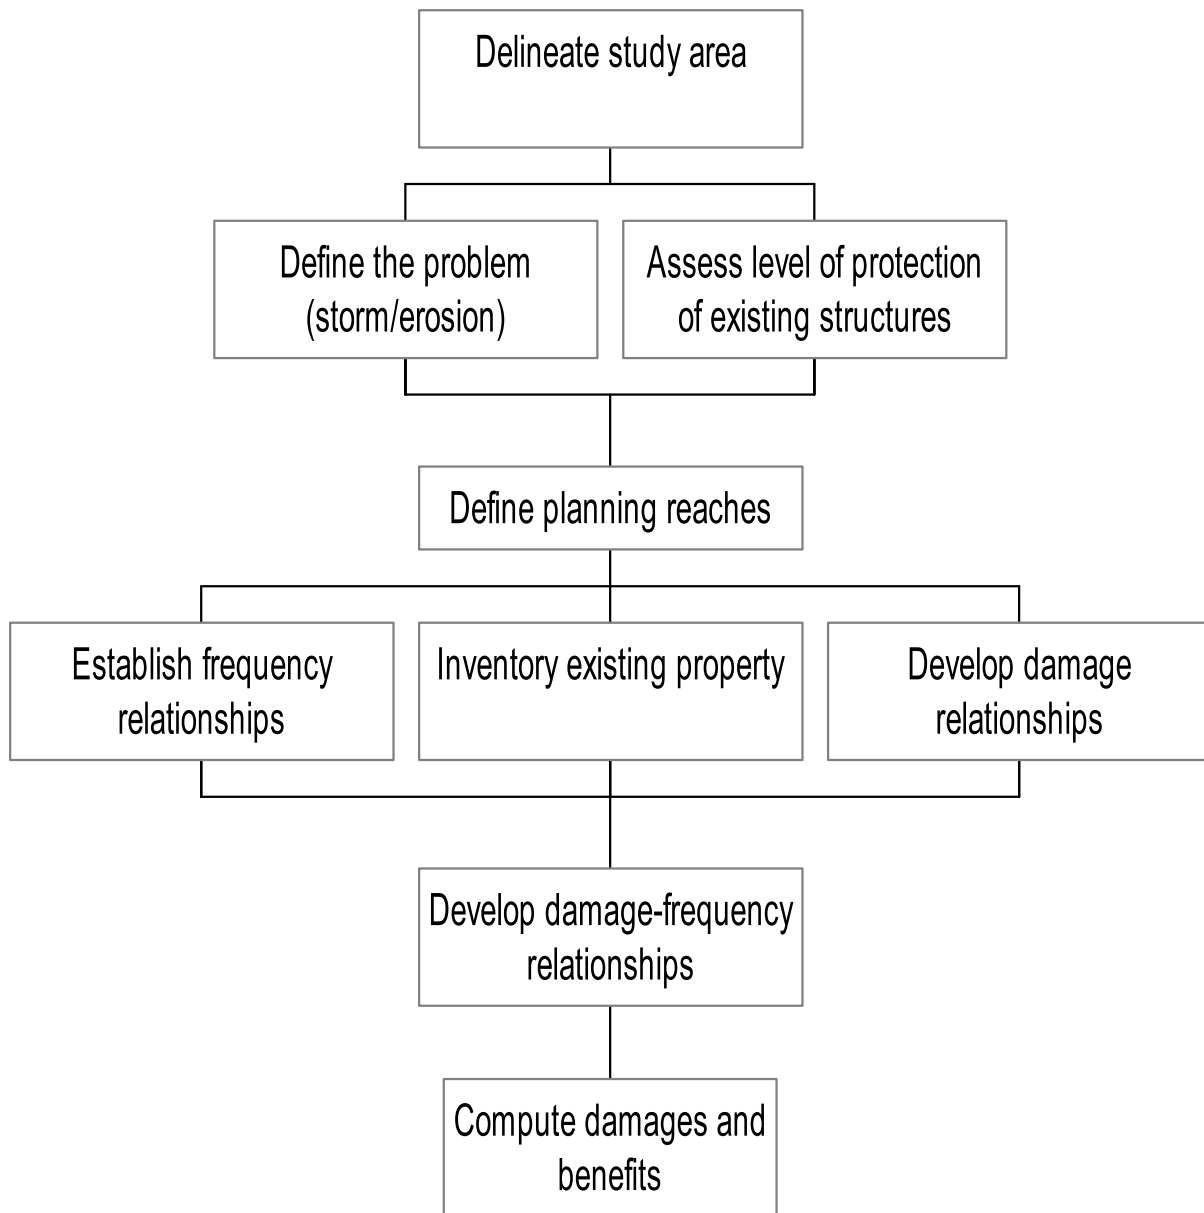 Delineate study area
Define the problem
(storm/erosion)
Assess level of protection
of existing structures
Define planning reaches
Establish frequency
relationships
Inventory existing property
Develop damage
relationships
Develop damage-frequency
relationships
Compute damages and
benefits